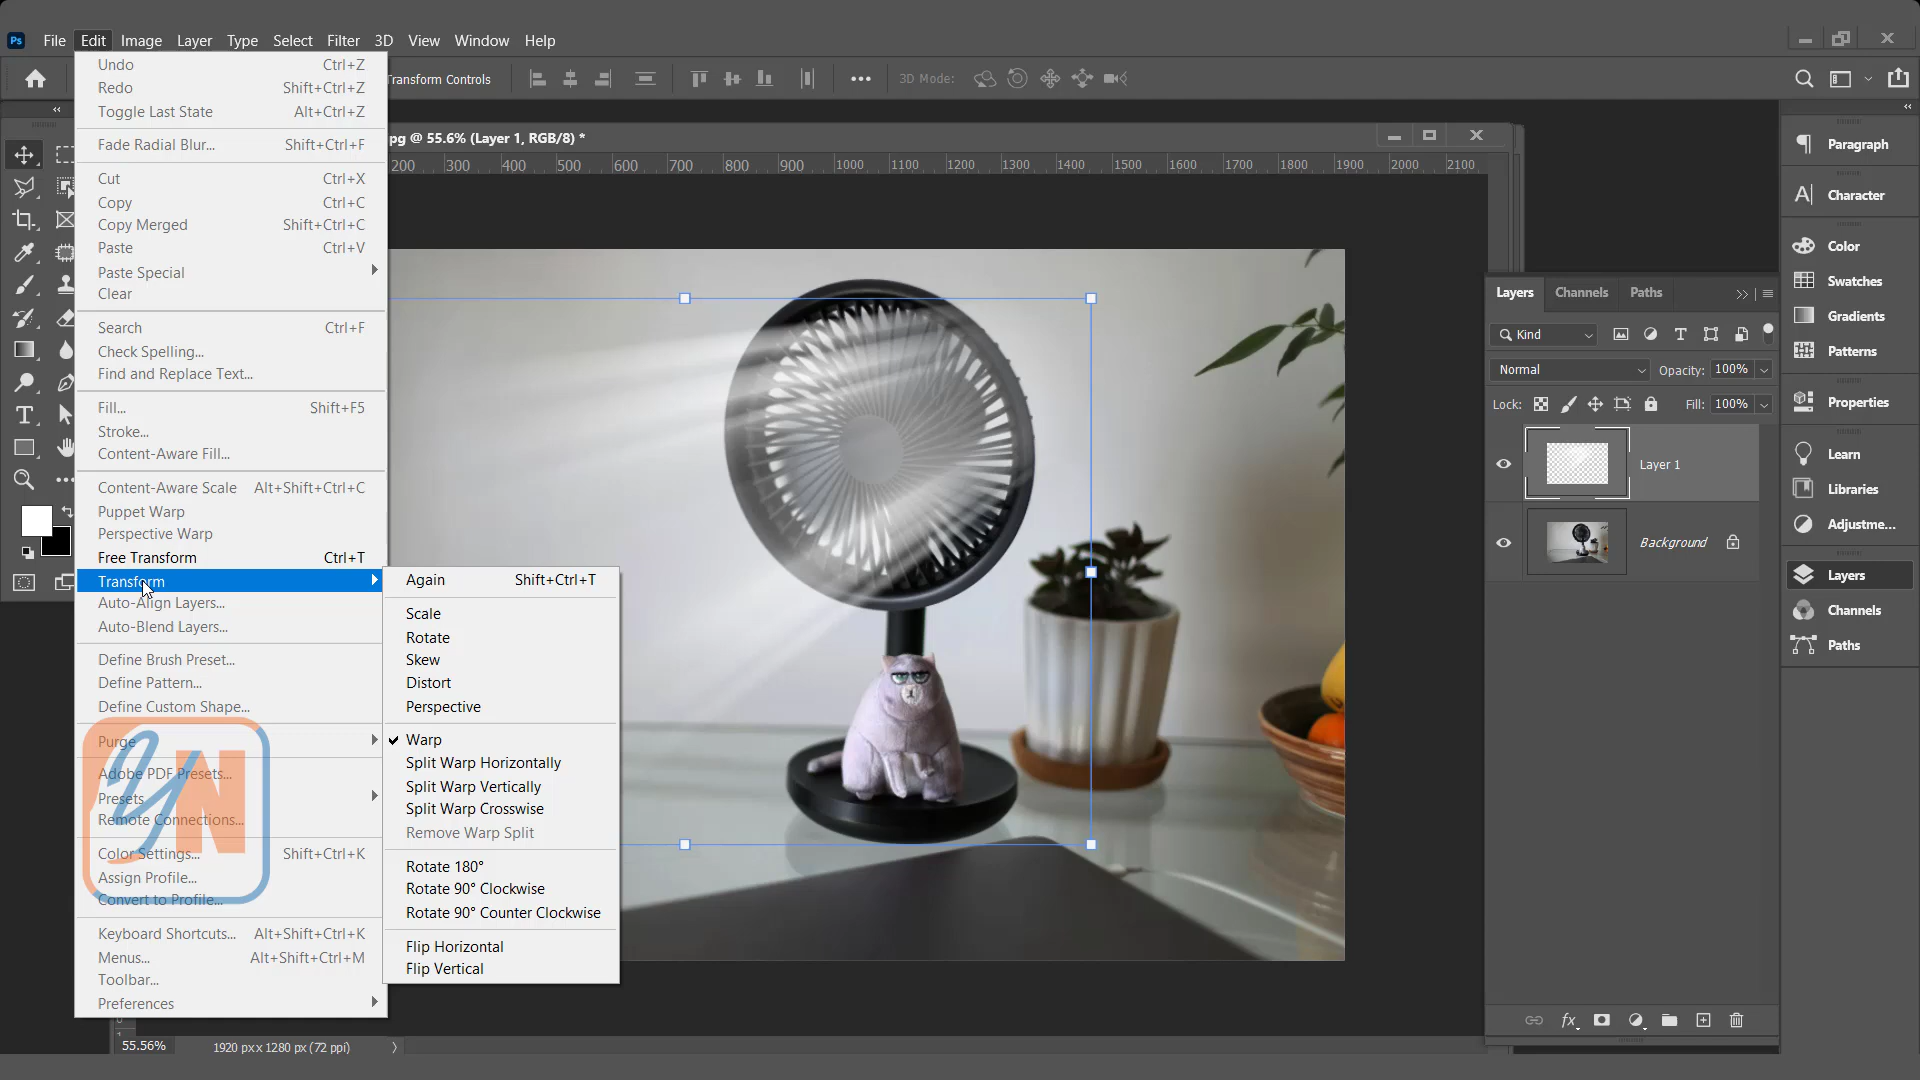 Ps File Edit Image Layer Type Select Filter 3D View Window Help
Transform Controls 3D Mode:
pg @ 55.6% (Layer 1, RGB/8) *
200 300 400 500 600 700 800 900 1000 1100 1200 1300 1400 1500 1600 1700 1800 1900 2000 2100
Undo Ctrl+Z
Redo Shift+Ctrl+Z
Toggle Last State Alt+Ctrl+Z
Fade Radial Blur... Shift+Ctrl+F
Cut Ctrl+X
Copy Ctrl+C
Copy Merged Shift+Ctrl+C
Paste Ctrl+V
Paste Special
Clear
Search Ctrl+F
Check Spelling...
Find and Replace Text...
Fill... Shift+F5
Stroke...
Content-Aware Fill...
Content-Aware Scale Alt+Shift+Ctrl+C
Puppet Warp
Perspective Warp
Free Transform Ctrl+T
Transform
Auto-Align Layers...
Auto-Blend Layers...
Define Brush Preset...
Define Pattern...
Define Custom Shape...
Purge
Adobe PDF Presets...
Presets
Remote Connections...
Color Settings... Shift+Ctrl+K
Assign Profile...
Convert to Profile...
Keyboard Shortcuts... Alt+Shift+Ctrl+K
Menus... Alt+Shift+Ctrl+M
Toolbar...
Preferences
YN
Again Shift+Ctrl+T
Scale
Rotate
Skew
Distort
Perspective
Warp
Split Warp Horizontally
Split Warp Vertically
Split Warp Crosswise
Remove Warp Split
Rotate 180°
Rotate 90° Clockwise
Rotate 90° Counter Clockwise
Flip Horizontal
Flip Vertical
55.56% 1920 px x 1280 px (72 ppi)
Layers Channels Paths
Kind
Normal Opacity: 100%
Lock: Fill: 100%
Layer 1
Background
fx
Paragraph
Character
Color
Swatches
Gradients
Patterns
Properties
Learn
Libraries
Adjustme...
Layers
Channels
Paths